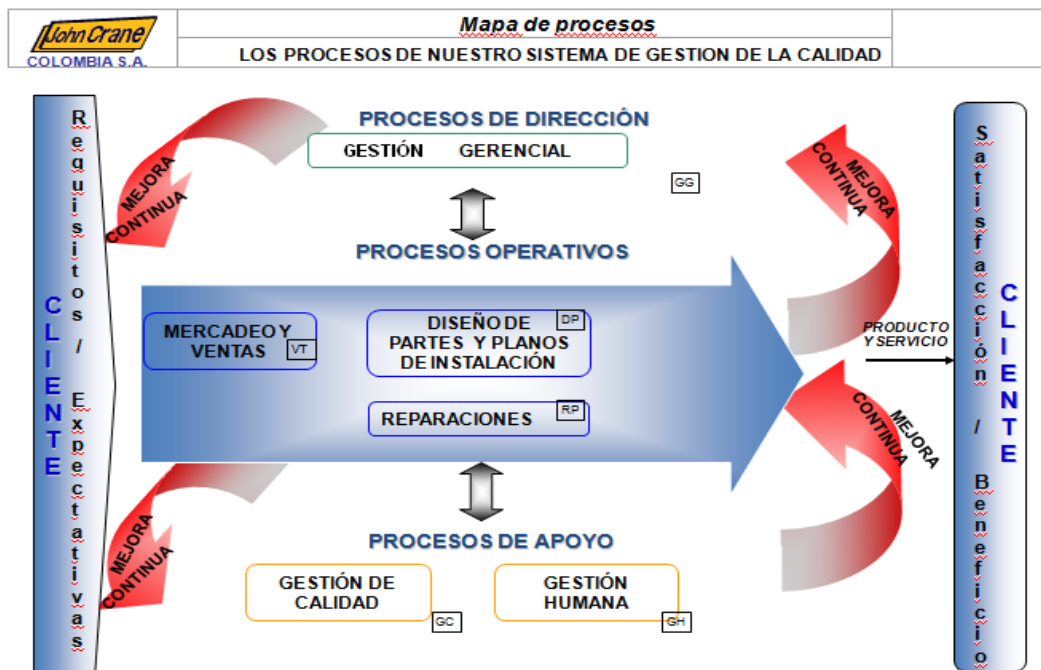 John Crane
COLOMBIA S.A.
Mapa de procesos
LOS PROCESOS DE NUESTRO SISTEMA DE GESTION DE LA CALIDAD
CLIENTE
Requisitos / Expectativas
MEJORA
CONTINUA
PROCESOS DE DIRECCIÓN
GESTIÓN GERENCIAL
GG
MEJORA
CONTINUA
PROCESOS OPERATIVOS
MERCADEO Y
VENTAS
VT
DISEÑO DE
PARTES Y PLANOS
DE INSTALACIÓN
DP
REPARACIONES
RP
PRODUCTO
Y SERVICIO
MEJORA
CONTINUA
MEJORA
CONTINUA
PROCESOS DE APOYO
GESTIÓN DE
CALIDAD
GC
GESTIÓN
HUMANA
GH
Satisfacción / Beneficio
CLIENTE